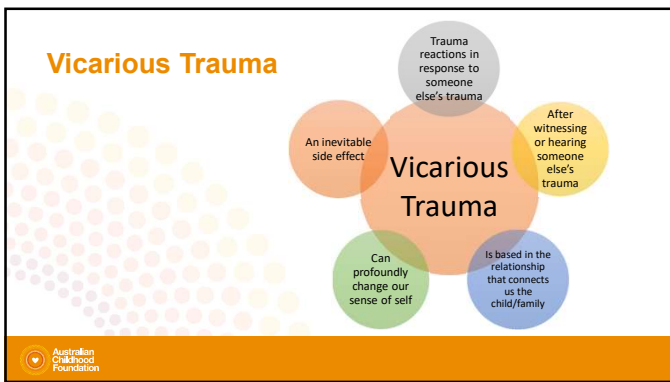 Vicarious Trauma
Trauma
reactions in
response to
someone
else's trauma
After
witnessing
or hearing
someone
else's
trauma
Is based in the
relationship
that connects
us the
child/family
Can
profoundly
change our
sense of self
An inevitable
side effect
Vicarious
Trauma
Australian
Childhood
Foundation